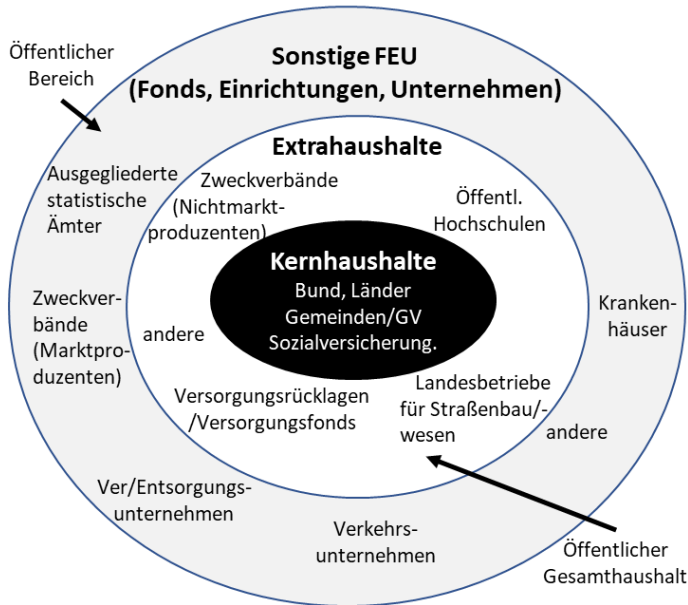 Öffentlicher
Bereich
Sonstige FEU
(Fonds, Einrichtungen, Unternehmen)
Extrahaushalte
Ausgegliederte
statistische
Ämter
Zweckverbände
(Nichtmarkt-
produzenten)
Öffentl.
Hochschulen
Kernhaushalte
Bund, Länder
Gemeinden/GV
Sozialversicherung.
Zweckver-
bände
(Marktpro-
duzenten)
andere
Kranken-
häuser
Versorgungsrücklagen
/Versorgungsfonds
Landesbetriebe
für Straßenbau/-
wesen
andere
Ver/Entsorgungs-
unternehmen
Verkehrs-
unternehmen
Öffentlicher
Gesamthaushalt